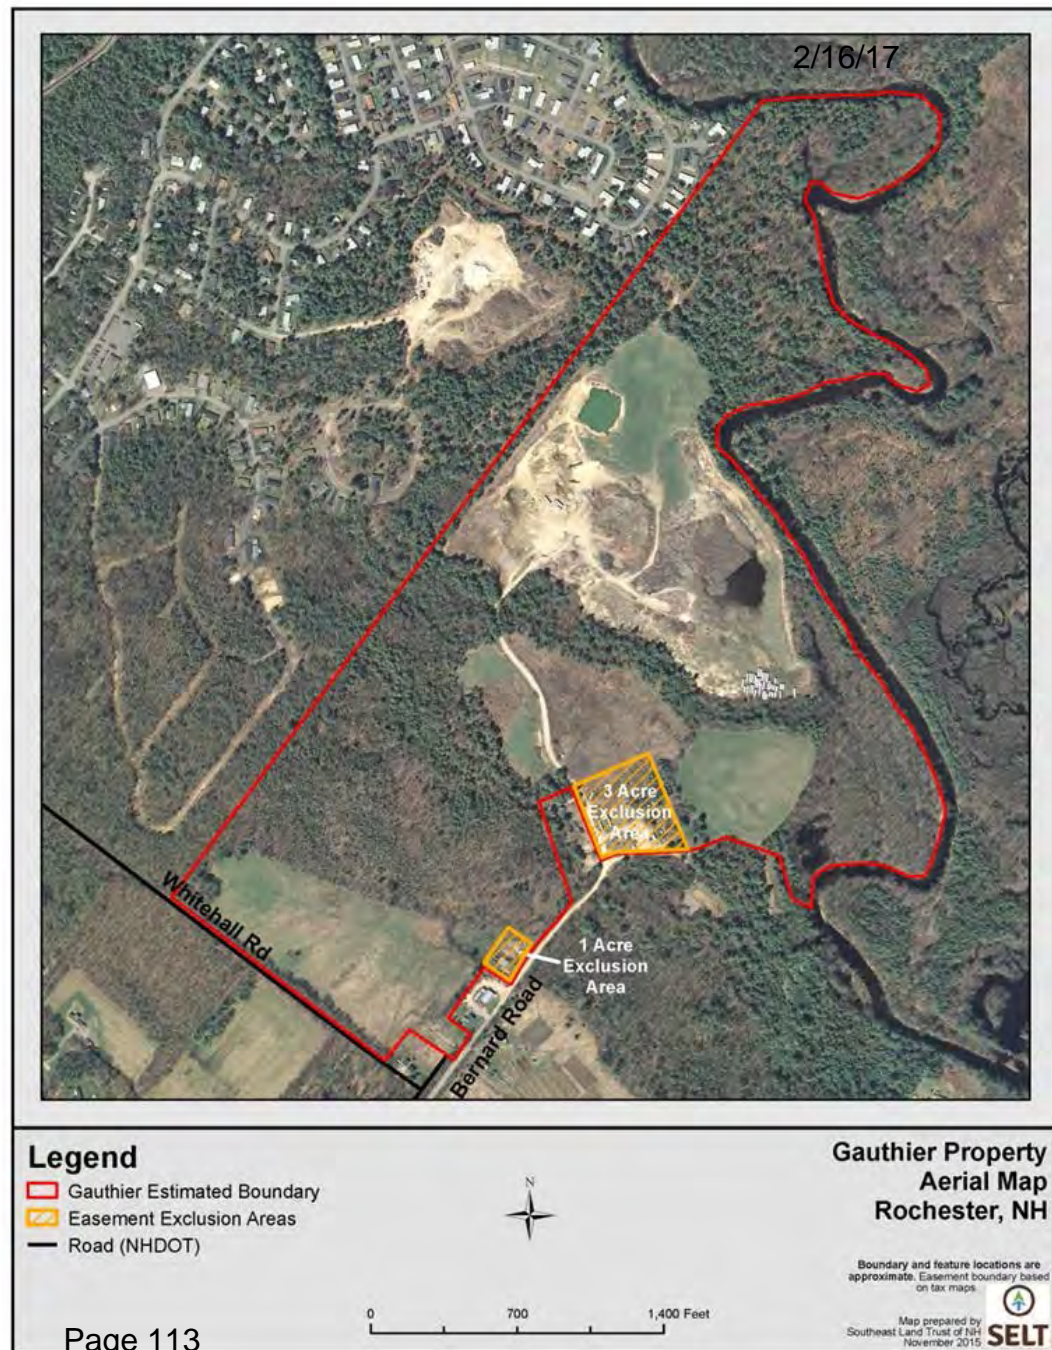 2/16/17
3 Acre
Exclusion
Area
1 Acre
Exclusion
Area
Whitehall Rd
Bernard Road
Legend
Gauthier Estimated Boundary
Easement Exclusion Areas
Road (NHDOT)
N
0 700 1,400 Feet
Gauthier Property
Aerial Map
Rochester, NH
Boundary and feature locations are
approximate. Easement boundary based
on tax maps.
Map prepared by
Southeast Land Trust of NH
November 2015
SELT
Page 113